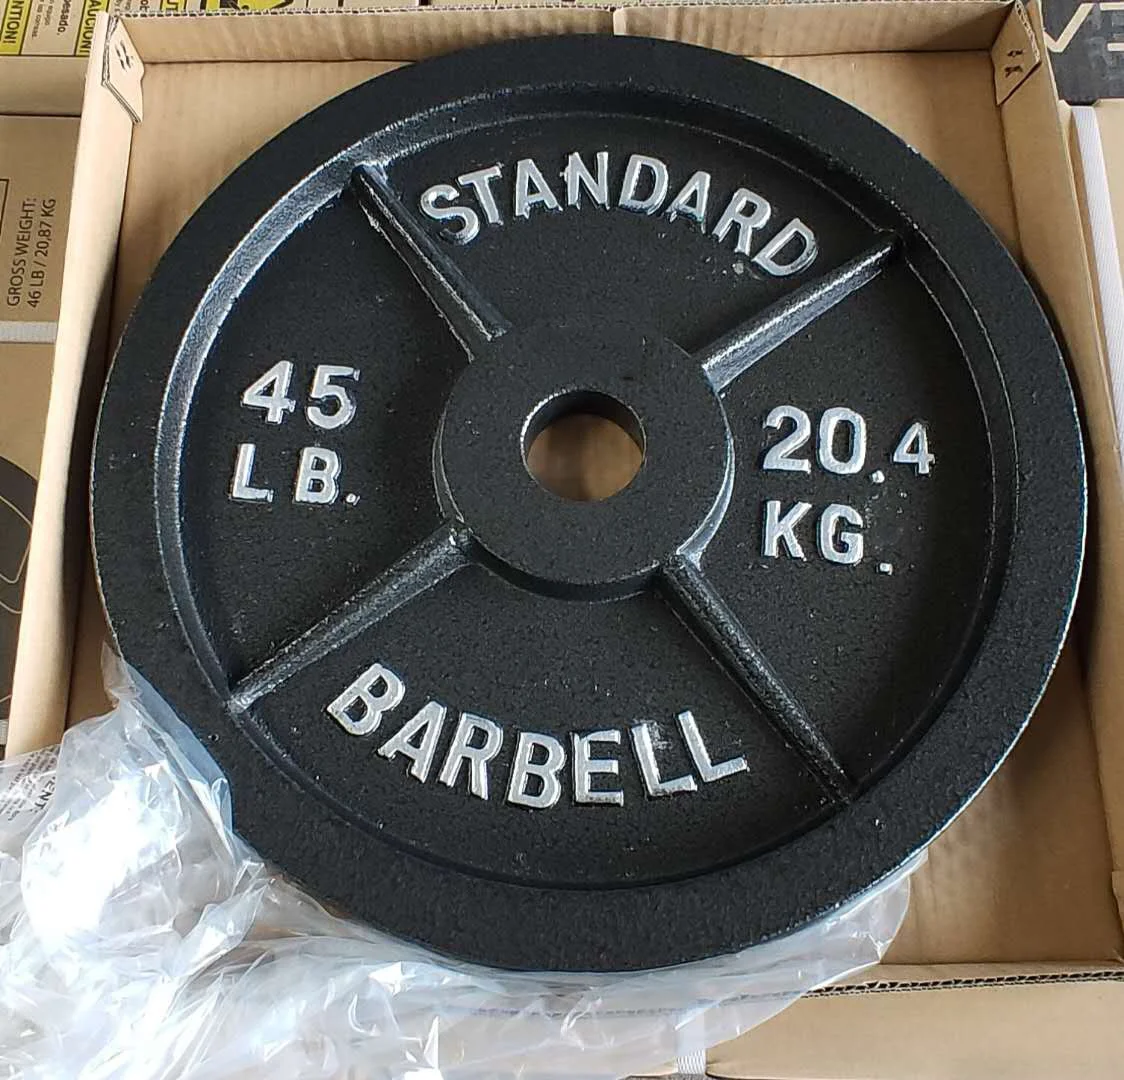 STANDARD
45
LB.
20.4
KG.
BARBELL
GROSS WEIGHT:
46 LB / 20,87 KG